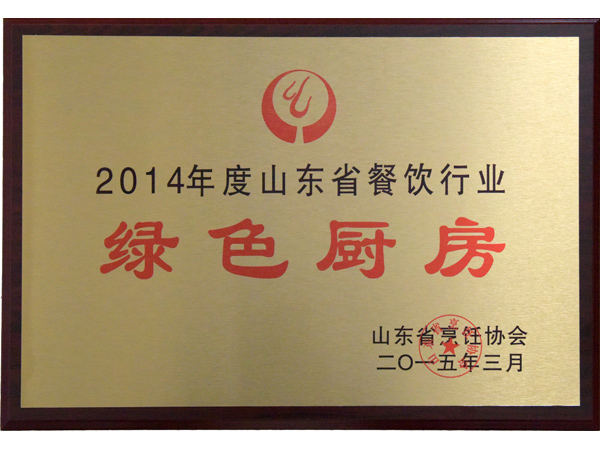 2014年度山东省餐饮行业
绿色厨房
山东省烹饪协会
二〇一五年三月